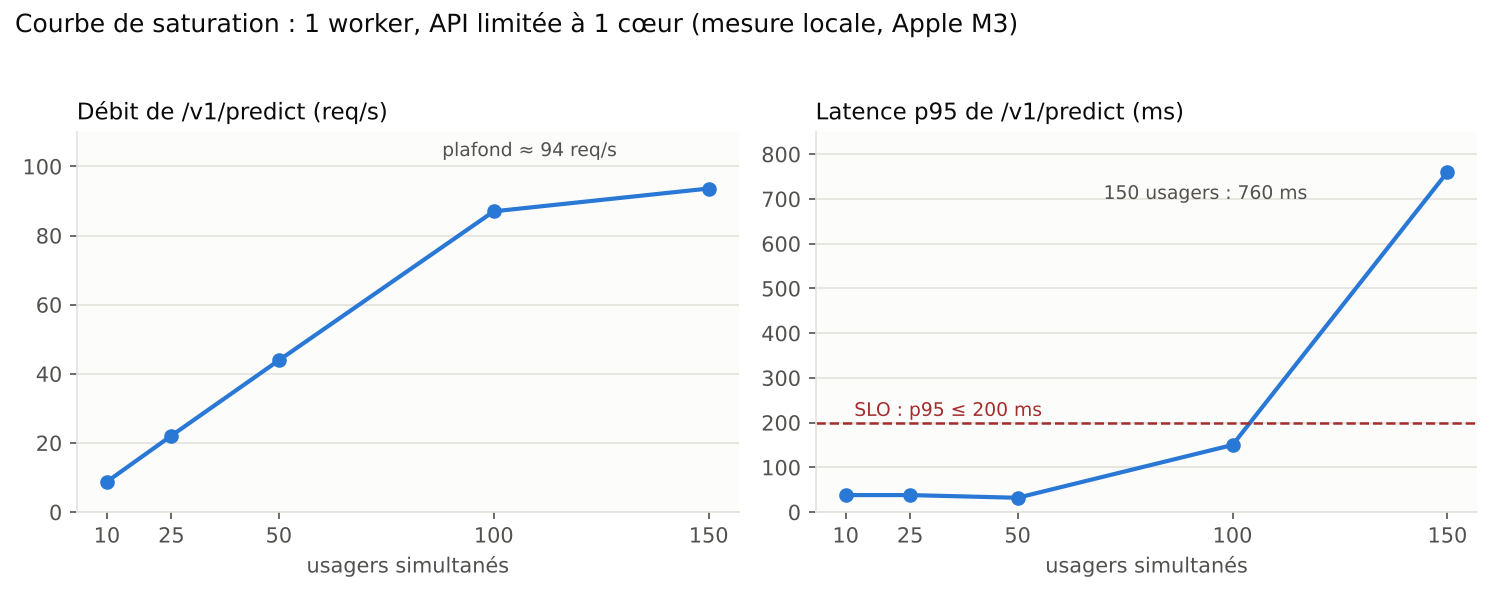 Courbe de saturation : 1 worker, API limitée à 1 cœur (mesure locale, Apple M3)
Débit de /v1/predict (req/s)
plafond ≈ 94 req/s
100
80
60
40
20
0
10 25 50 100 150
usagers simultanés
Latence p95 de /v1/predict (ms)
800
150 usagers : 760 ms
700
600
500
400
300
SLO : p95 ≤ 200 ms
200
100
0
10 25 50 100 150
usagers simultanés